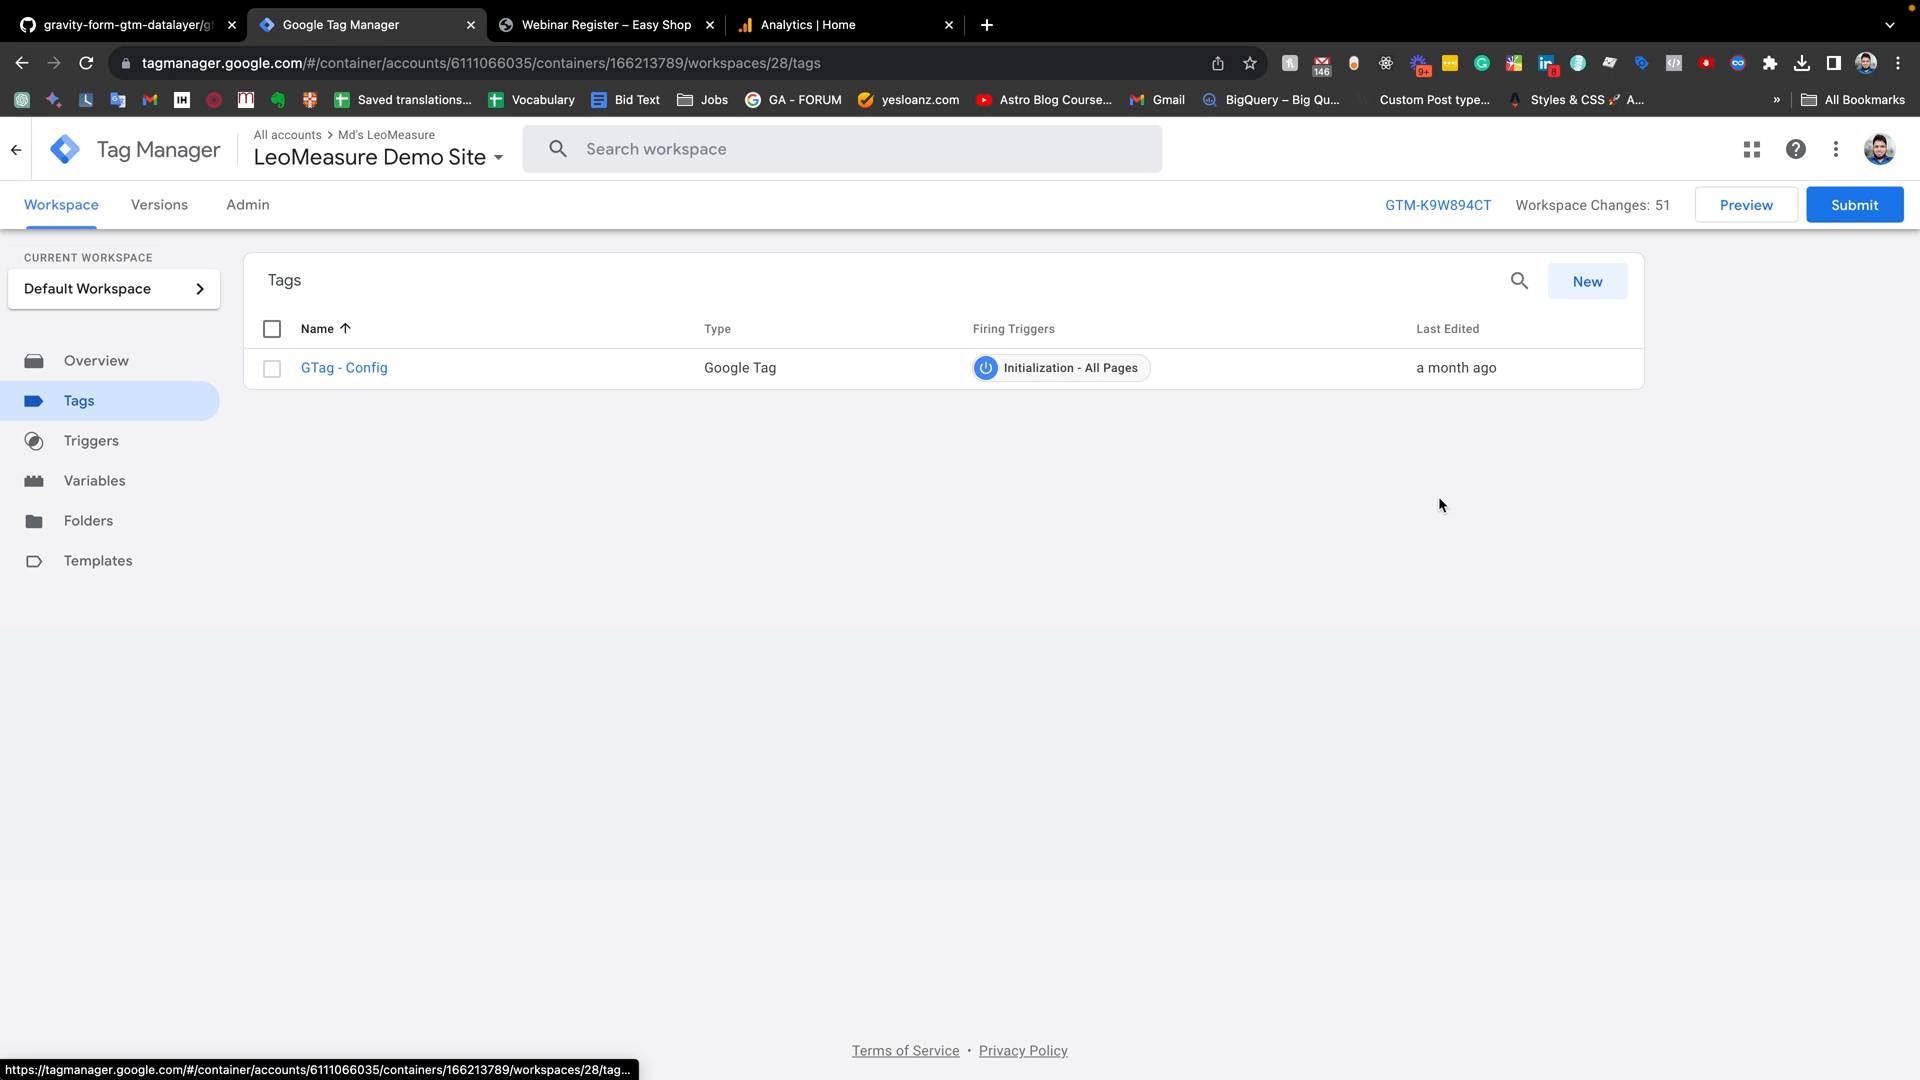 gravity-form-gtm-datalayer/g
Google Tag Manager
Webinar Register – Easy Shop
Analytics | Home
tagmanager.google.com/#/container/accounts/6111066035/containers/166213789/workspaces/28/tags
146
9+
8
IH
Saved translations...
Vocabulary
Bid Text
Jobs
GA - FORUM
yesloanz.com
Astro Blog Course...
Gmail
BigQuery – Big Qu...
Custom Post type...
Styles & CSS 🚀 A...
»
All Bookmarks
Tag Manager
All accounts > Md's LeoMeasure
LeoMeasure Demo Site
Search workspace
Workspace
Versions
Admin
GTM-K9W894CT
Workspace Changes: 51
Preview
Submit
CURRENT WORKSPACE
Default Workspace
Overview
Tags
Triggers
Variables
Folders
Templates
Tags
New
Name
Type
Firing Triggers
Last Edited
GTag - Config
Google Tag
Initialization - All Pages
a month ago
Terms of Service • Privacy Policy
https://tagmanager.google.com/#/container/accounts/6111066035/containers/166213789/workspaces/28/tag...